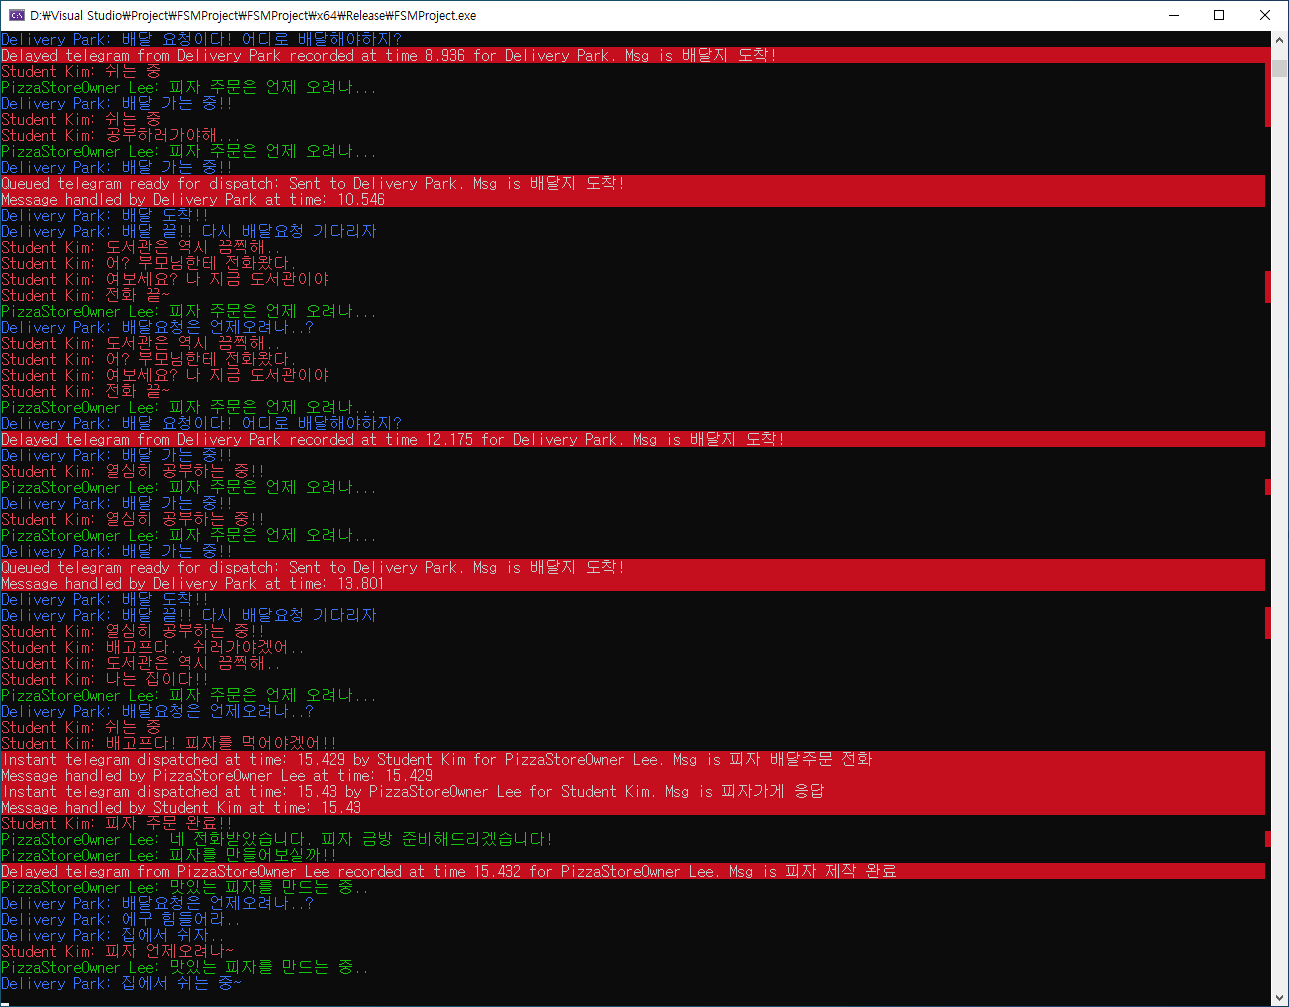 D:₩Visual Studio₩Project₩FSMProject₩FSMProject₩x64₩Release₩FSMProject.exe
Delivery Park: 배달 요청이다! 어디로 배달해야하지?
Delayed telegram from Delivery Park recorded at time 8.936 for Delivery Park. Msg is 배달지 도착!
Student Kim: 쉬는 중
PizzaStoreOwner Lee: 피자 주문은 언제 오려나...
Delivery Park: 배달 가는 중!!
Student Kim: 쉬는 중
Student Kim: 공부하러가야해...
PizzaStoreOwner Lee: 피자 주문은 언제 오려나...
Delivery Park: 배달 가는 중!!
Queued telegram ready for dispatch: Sent to Delivery Park. Msg is 배달지 도착!
Message handled by Delivery Park at time: 10.546
Delivery Park: 배달 도착!!
Delivery Park: 배달 끝!! 다시 배달요청 기다리자
Student Kim: 도서관은 역시 끔찍해..
Student Kim: 어? 부모님한테 전화왔다.
Student Kim: 여보세요? 나 지금 도서관이야
Student Kim: 전화 끝~
PizzaStoreOwner Lee: 피자 주문은 언제 오려나...
Delivery Park: 배달요청은 언제오려나..?
Student Kim: 도서관은 역시 끔찍해..
Student Kim: 어? 부모님한테 전화왔다.
Student Kim: 여보세요? 나 지금 도서관이야
Student Kim: 전화 끝~
PizzaStoreOwner Lee: 피자 주문은 언제 오려나...
Delivery Park: 배달 요청이다! 어디로 배달해야하지?
Delayed telegram from Delivery Park recorded at time 12.175 for Delivery Park. Msg is 배달지 도착!
Delivery Park: 배달 가는 중!!
Student Kim: 열심히 공부하는 중!!
PizzaStoreOwner Lee: 피자 주문은 언제 오려나...
Delivery Park: 배달 가는 중!!
Student Kim: 열심히 공부하는 중!!
PizzaStoreOwner Lee: 피자 주문은 언제 오려나...
Delivery Park: 배달 가는 중!!
Queued telegram ready for dispatch: Sent to Delivery Park. Msg is 배달지 도착!
Message handled by Delivery Park at time: 13.801
Delivery Park: 배달 도착!!
Delivery Park: 배달 끝!! 다시 배달요청 기다리자
Student Kim: 열심히 공부하는 중!!
Student Kim: 배고프다.. 쉬러가야겠어..
Student Kim: 도서관은 역시 끔찍해..
Student Kim: 나는 집이다!!
PizzaStoreOwner Lee: 피자 주문은 언제 오려나...
Delivery Park: 배달요청은 언제오려나..?
Student Kim: 쉬는 중
Student Kim: 배고프다! 피자를 먹어야겠어!!
Instant telegram dispatched at time: 15.429 by Student Kim for PizzaStoreOwner Lee. Msg is 피자 배달주문 전화
Message handled by PizzaStoreOwner Lee at time: 15.429
Instant telegram dispatched at time: 15.43 by PizzaStoreOwner Lee for Student Kim. Msg is 피자가게 응답
Message handled by Student Kim at time: 15.43
Student Kim: 피자 주문 완료!!
PizzaStoreOwner Lee: 네 전화받았습니다. 피자 금방 준비해드리겠습니다!
PizzaStoreOwner Lee: 피자를 만들어보실까!!
Delayed telegram from PizzaStoreOwner Lee recorded at time 15.432 for PizzaStoreOwner Lee. Msg is 피자 제작 완료
PizzaStoreOwner Lee: 맛있는 피자를 만드는 중..
Delivery Park: 배달요청은 언제오려나..?
Delivery Park: 에구 힘들어라..
Delivery Park: 집에서 쉬자..
Student Kim: 피자 언제오려나~
PizzaStoreOwner Lee: 맛있는 피자를 만드는 중..
Delivery Park: 집에서 쉬는 중~